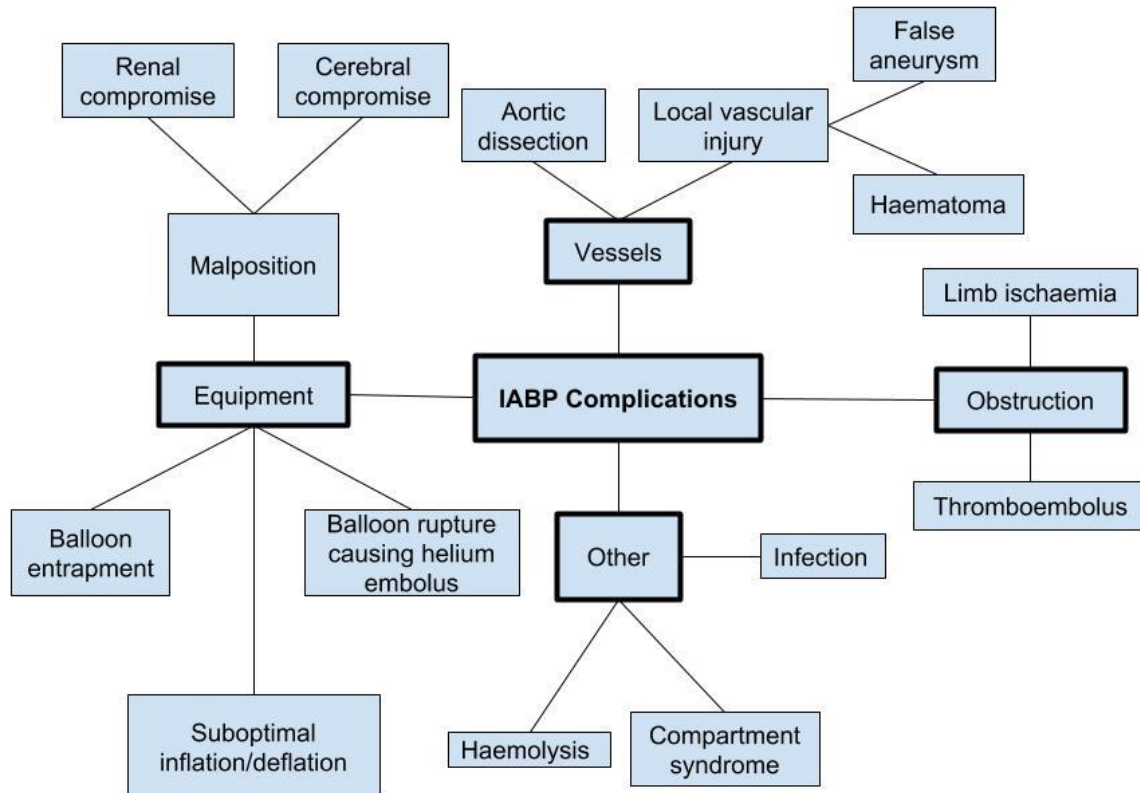 Renal
compromise
Cerebral
compromise
False
aneurysm
Aortic
dissection
Local vascular
injury
Haematoma
Malposition
Vessels
Limb ischaemia
Equipment
IABP Complications
Obstruction
Balloon
entrapment
Balloon rupture
causing helium
embolus
Other
Infection
Thromboembolus
Suboptimal
inflation/deflation
Haemolysis
Compartment
syndrome